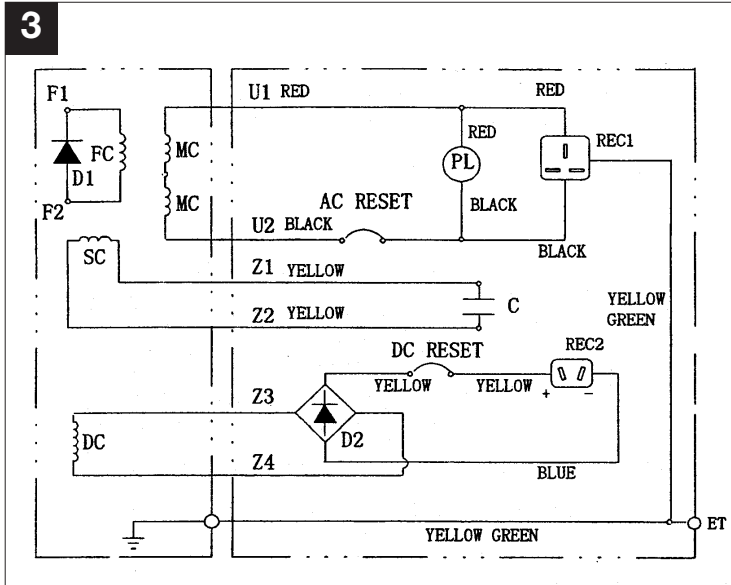 3
F1
U1 RED
RED
FC
D1
MC
RED
PL
REC1
F2
MC
AC RESET
BLACK
U2 BLACK
BLACK
SC
Z1 YELLOW
Z2 YELLOW
C
YELLOW
GREEN
DC RESET
REC2
YELLOW
YELLOW
+
-
Z3
D2
DC
Z4
BLUE
YELLOW GREEN
ET